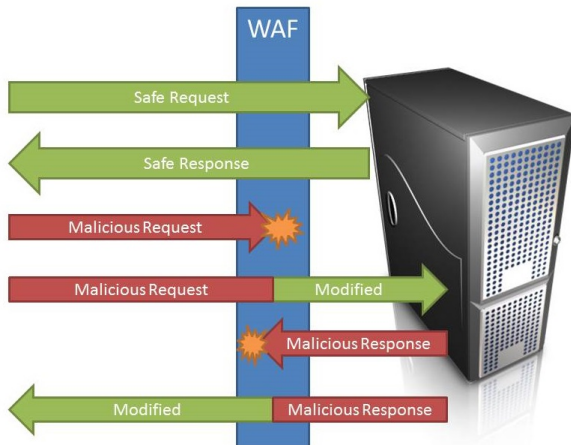 WAF
Safe Request
Safe Response
Malicious Request
Malicious Request Modified
Malicious Response
Modified Malicious Response